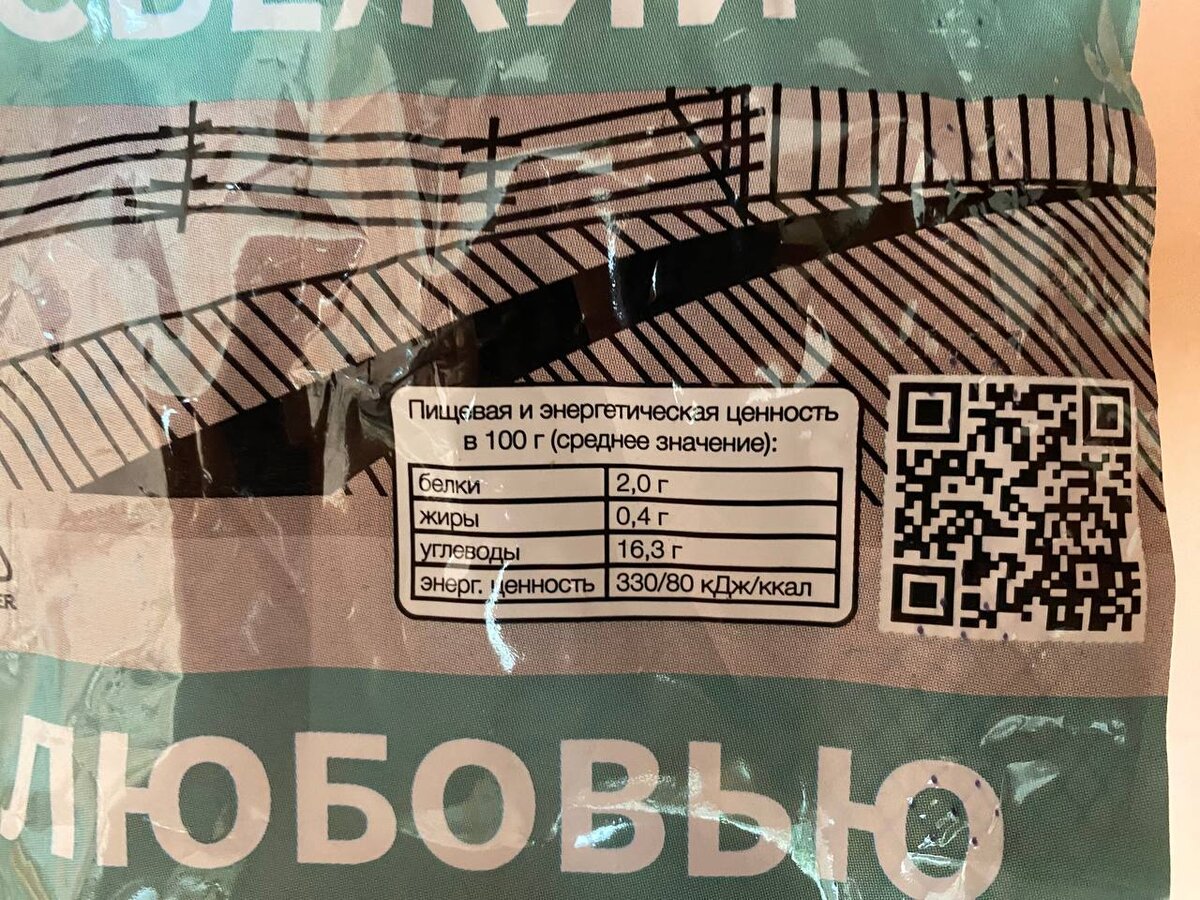 СВЕЖИЙ
Пищевая и энергетическая ценность
в 100 г (среднее значение):
белки 2,0 г
жиры 0,4 г
углеводы 16,3 г
энерг. ценность 330/80 кДж/ккал
ЛЮБОВЬЮ